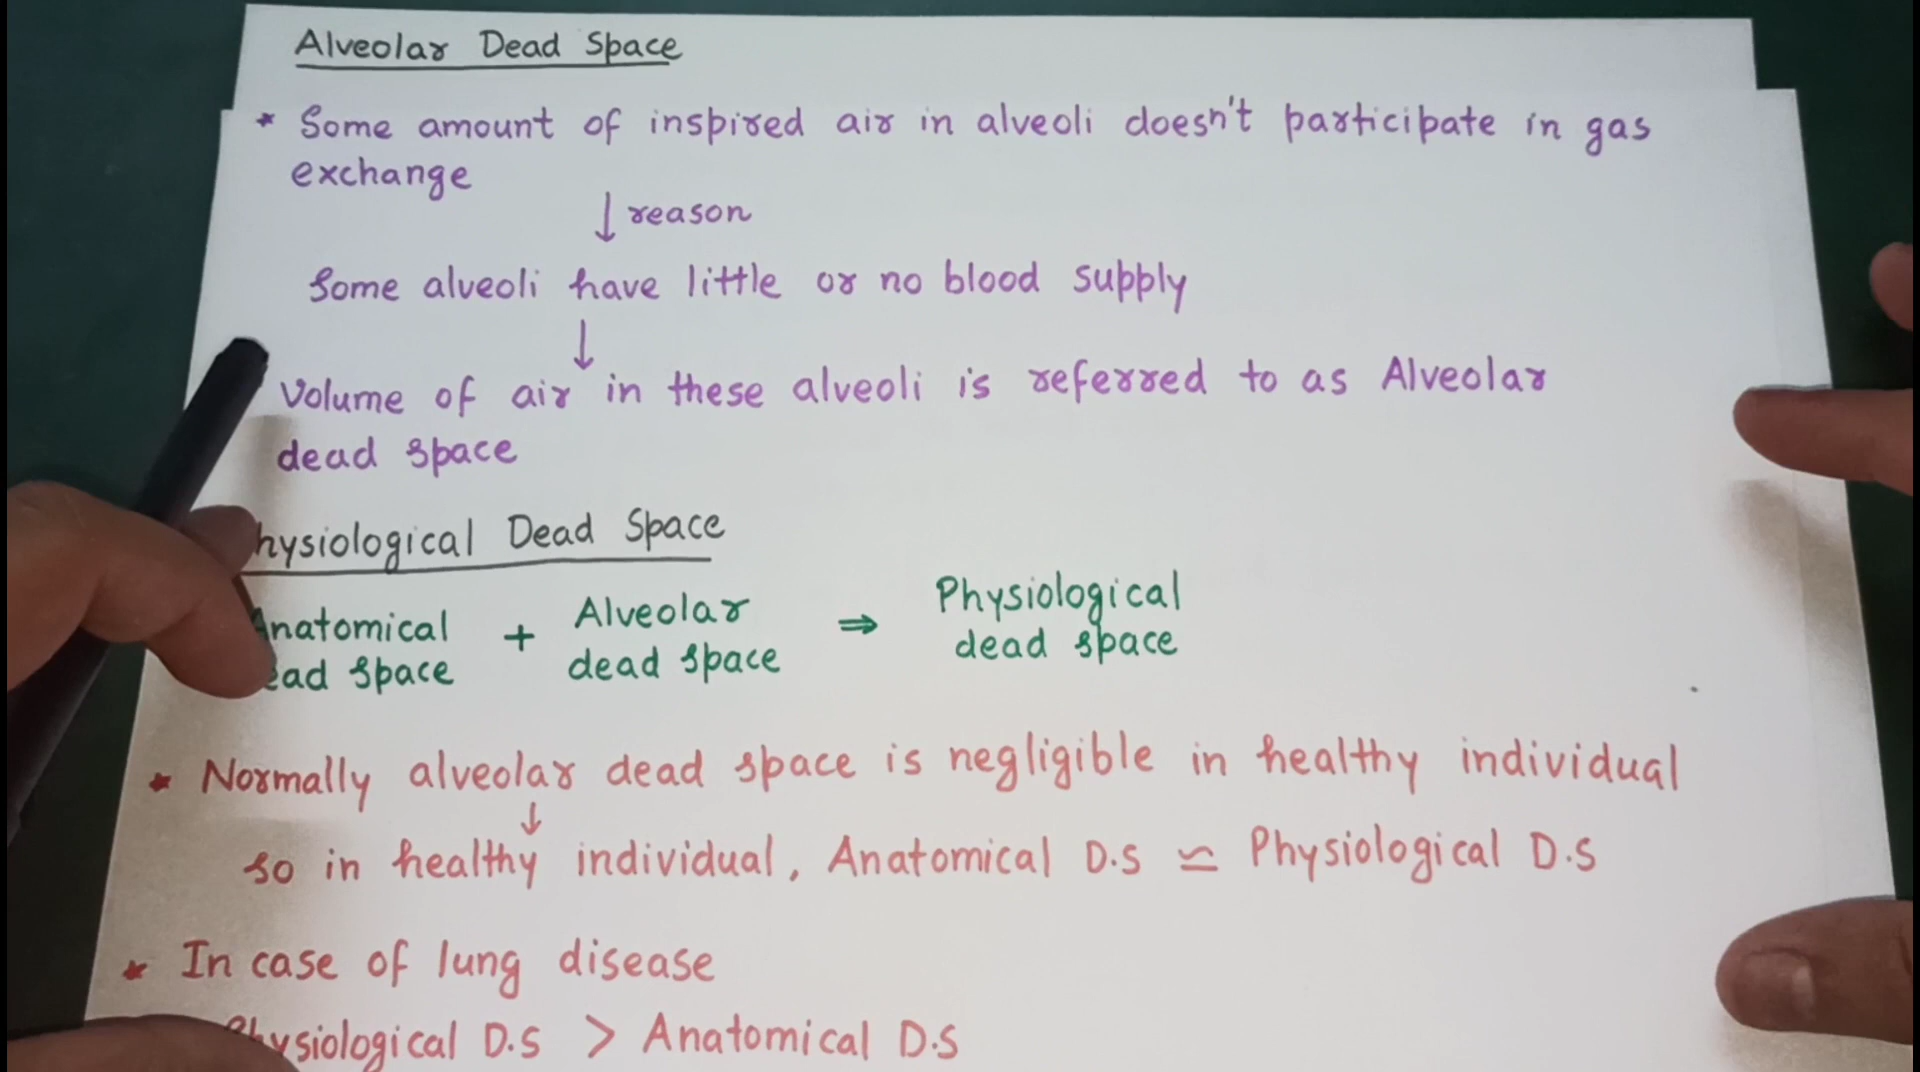 Alveolar Dead Space
* Some amount of inspired air in alveoli doesn't participate in gas
exchange
↓ reason
Some alveoli have little or no blood supply
↓
Volume of air in these alveoli is referred to as Alveolar
dead space
hysiological Dead Space
Anatomical + Alveolar ⇒ Physiological
ead space dead space dead space
* Normally alveolar dead space is negligible in healthy individual
↓
so in healthy individual, Anatomical D.S ≃ Physiological D.S
* In case of lung disease
Physiological D.S > Anatomical D.S